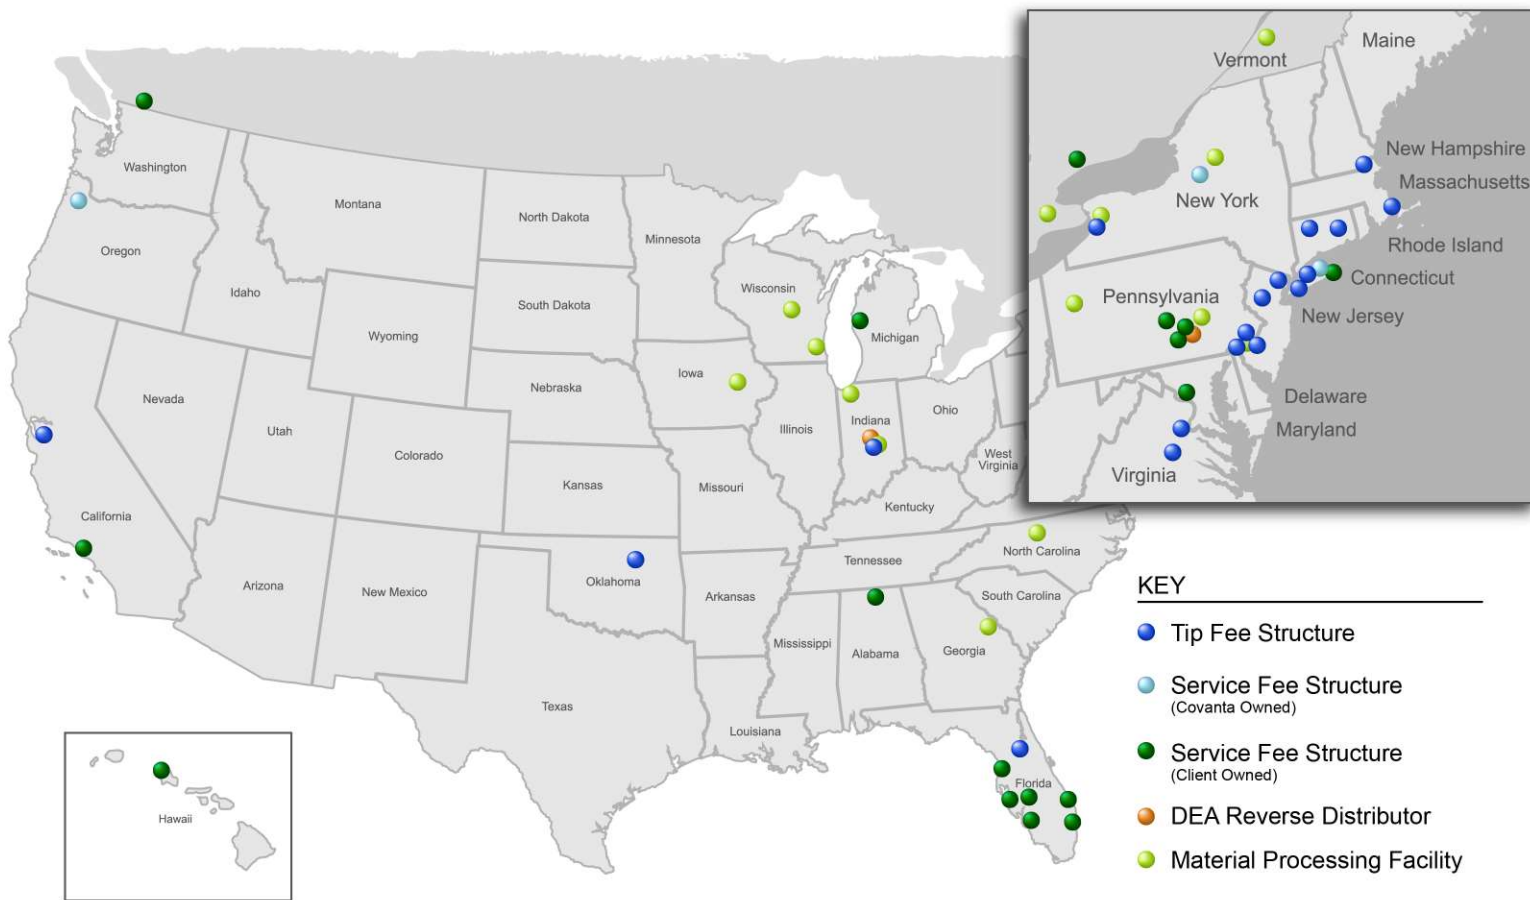 Vermont
Maine
New Hampshire
Massachusetts
New York
Rhode Island
Connecticut
Pennsylvania
New Jersey
Delaware
Maryland
Virginia
Washington
Montana
North Dakota
Minnesota
Oregon
Idaho
Wisconsin
South Dakota
Wyoming
Michigan
Iowa
Nebraska
Nevada
Ohio
Indiana
Illinois
Utah
Colorado
West
Virginia
Kansas
Missouri
Kentucky
California
North Carolina
Tennessee
Oklahoma
Arizona
New Mexico
Arkansas
South Carolina
Mississippi
Alabama
Georgia
Texas
Louisiana
Florida
Hawaii
KEY
Tip Fee Structure
Service Fee Structure
(Covanta Owned)
Service Fee Structure
(Client Owned)
DEA Reverse Distributor
Material Processing Facility